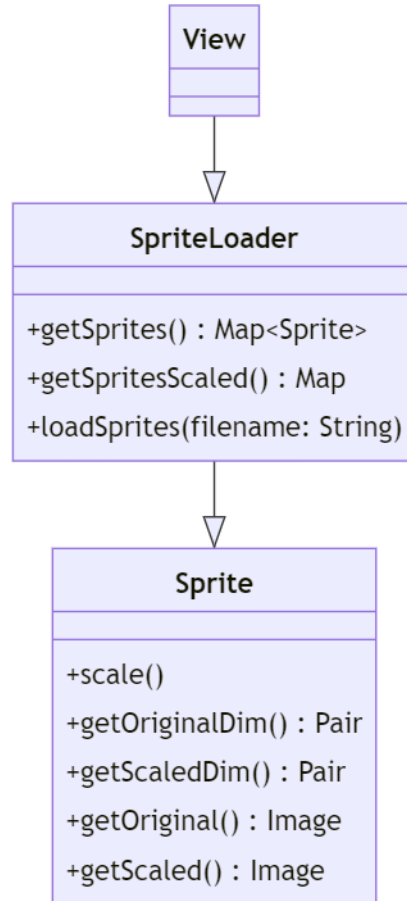 View
SpriteLoader
+getSprites() : Map<Sprite>
+getSpritesScaled() : Map
+loadSprites(filename: String)
Sprite
+scale()
+getOriginalDim() : Pair
+getScaledDim() : Pair
+getOriginal() : Image
+getScaled() : Image